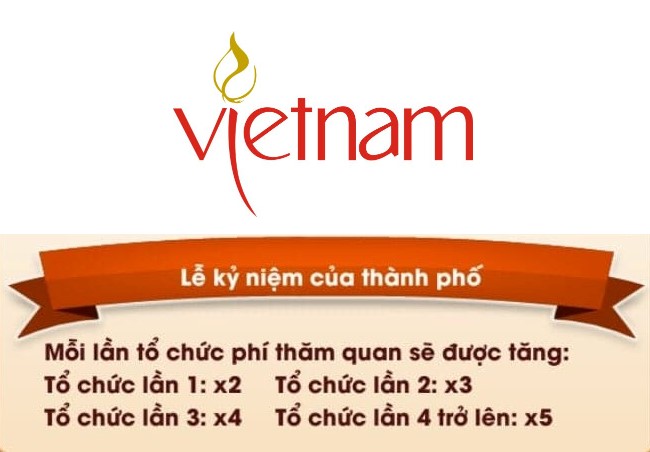 vietnam
Lễ kỷ niệm của thành phố
Mỗi lần tổ chức phí thăm quan sẽ được tăng:
Tổ chức lần 1: x2 Tổ chức lần 2: x3
Tổ chức lần 3: x4 Tổ chức lần 4 trở lên: x5